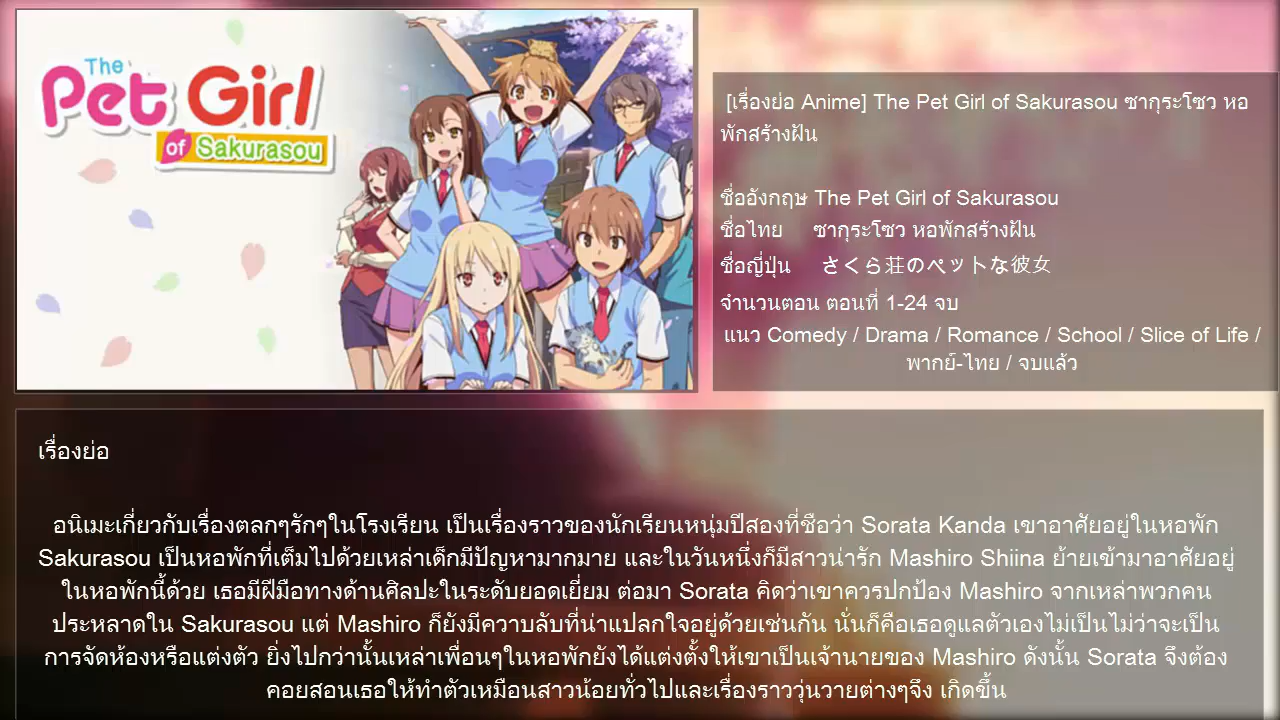 The
Pet Girl
of Sakurasou
[เรื่องย่อ Anime] The Pet Girl of Sakurasou ซากุระโซว หอ
พักสร้างฝัน
ชื่ออังกฤษ The Pet Girl of Sakurasou
ชื่อไทย ซากุระโซว หอพักสร้างฝัน
ชื่อญี่ปุ่น さくら荘のペットな彼女
จำนวนตอน ตอนที่ 1-24 จบ
แนว Comedy / Drama / Romance / School / Slice of Life /
พากย์-ไทย / จบแล้ว
เรื่องย่อ
อนิเมะเกี่ยวกับเรื่องตลกๆรักๆในโรงเรียน เป็นเรื่องราวของนักเรียนหนุ่มปีสองที่ชือว่า Sorata Kanda เขาอาศัยอยู่ในหอพัก
Sakurasou เป็นหอพักที่เต็มไปด้วยเหล่าเด็กมีปัญหามากมาย และในวันหนึ่งก็มีสาวน่ารัก Mashiro Shiina ย้ายเข้ามาอาศัยอยู่
ในหอพักนี้ด้วย เธอมีฝีมือทางด้านศิลปะในระดับยอดเยี่ยม ต่อมา Sorata คิดว่าเขาควรปกป้อง Mashiro จากเหล่าพวกคน
ประหลาดใน Sakurasou แต่ Mashiro ก็ยังมีความลับที่น่าแปลกใจอยู่ด้วยเช่นกัน นั่นก็คือเธอดูแลตัวเองไม่เป็นไม่ว่าจะเป็น
การจัดห้องหรือแต่งตัว ยิ่งไปกว่านั้นเหล่าเพื่อนๆในหอพักยังได้แต่งตั้งให้เขาเป็นเจ้านายของ Mashiro ดังนั้น Sorata จึงต้อง
คอยสอนเธอให้ทำตัวเหมือนสาวน้อยทั่วไปและเรื่องราววุ่นวายต่างๆจึง เกิดขึ้น